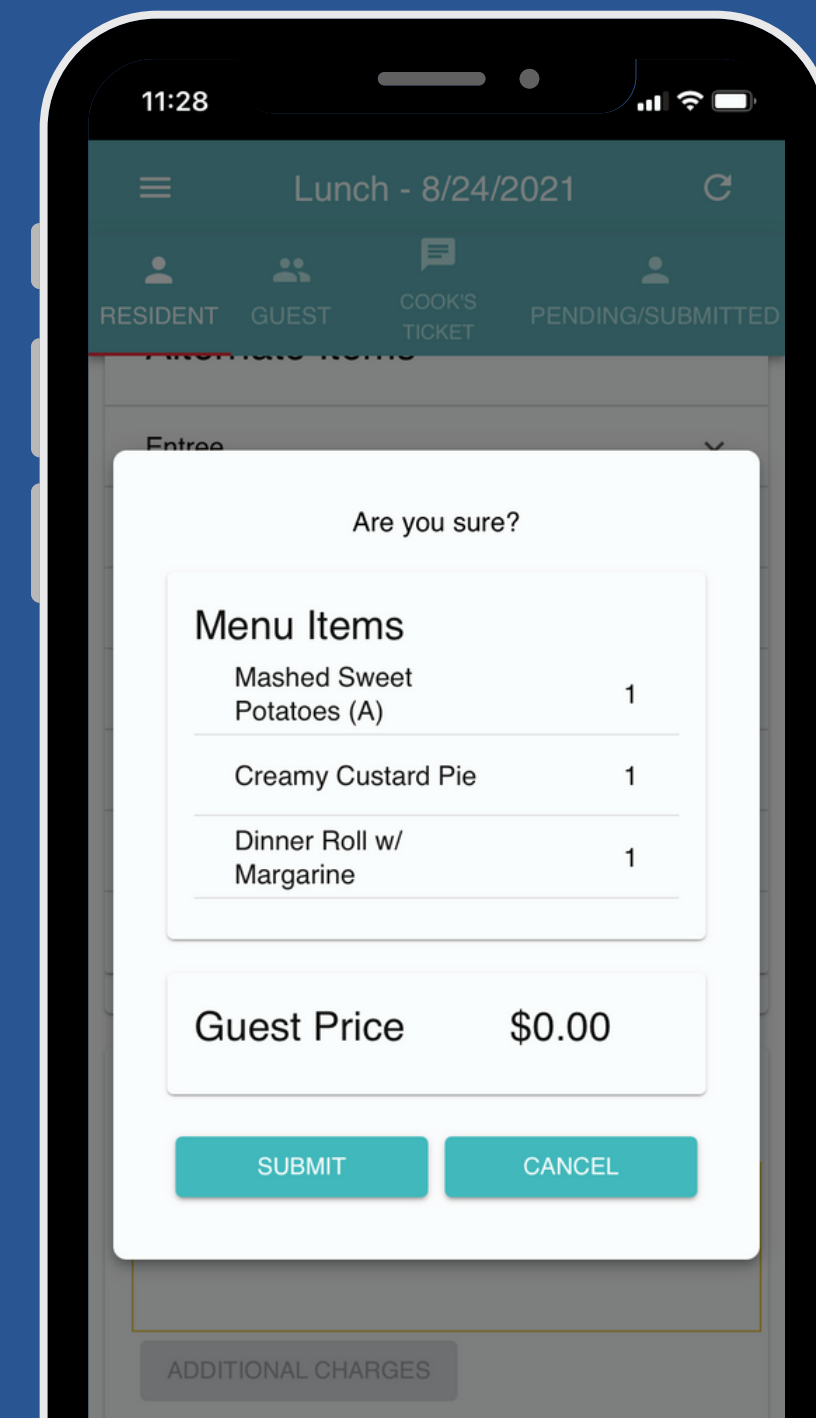 11:28
Lunch - 8/24/2021
RESIDENT
GUEST
COOK'S
TICKET
PENDING/SUBMITTED
Alternate Items
Entree
Are you sure?
Menu Items
Mashed Sweet
Potatoes (A)
1
Creamy Custard Pie
1
Dinner Roll w/
Margarine
1
Guest Price
$0.00
SUBMIT
CANCEL
ADDITIONAL CHARGES